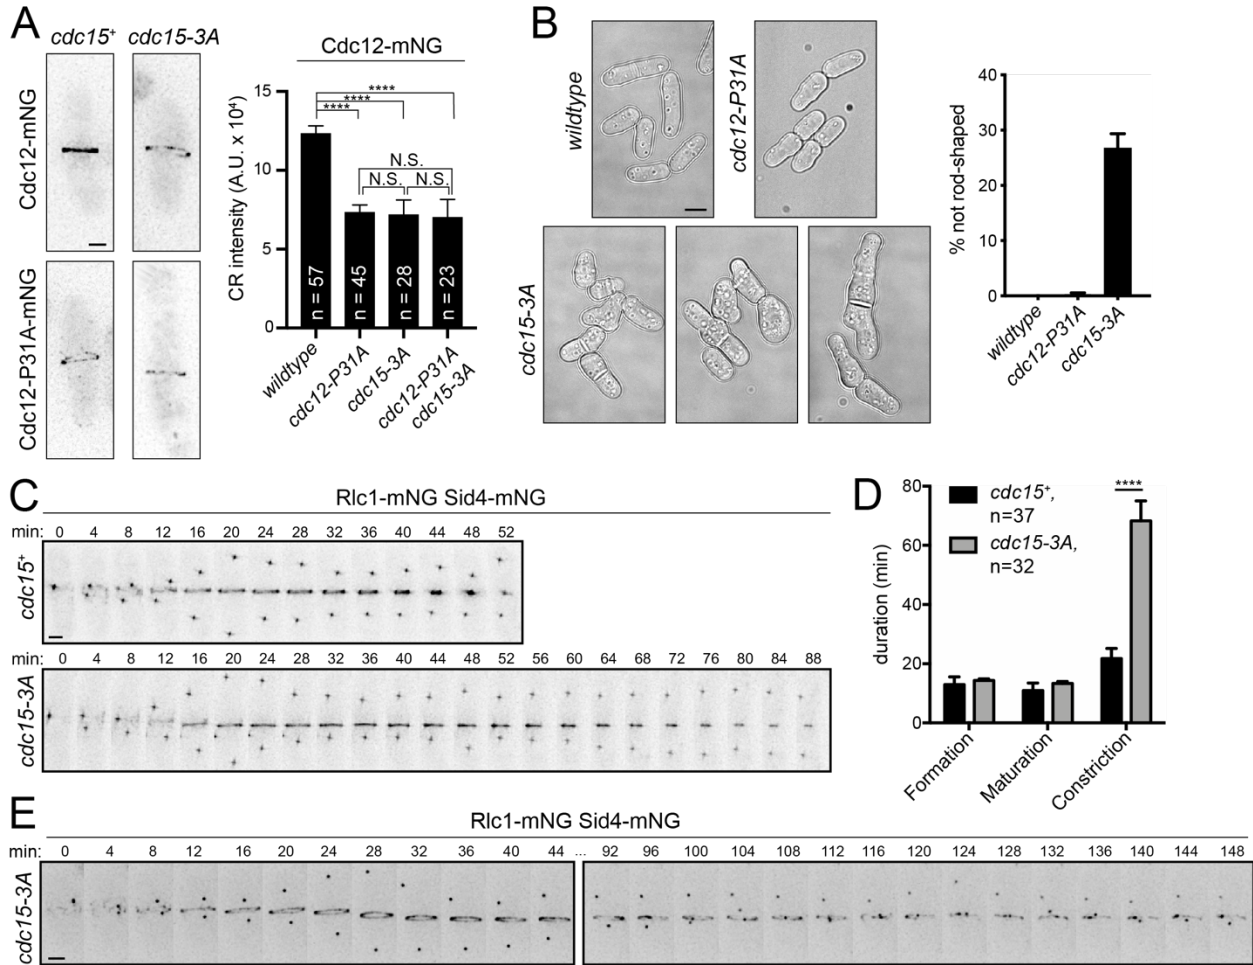 A
cdc15+ cdc15-3A
Cdc12-mNG
Cdc12-P31A-mNG
Cdc12-mNG
****
****
****
N.S.
N.S. N.S.
CR intensity (A.U. x 10⁴)
15
10
5
0
n = 57
n = 45
n = 28
n = 23
wildtype
cdc12-P31A
cdc15-3A
cdc12-P31A
cdc15-3A
B
wildtype
cdc12-P31A
cdc15-3A
% not rod-shaped
40
30
20
10
0
wildtype
cdc12-P31A
cdc15-3A
C
Rlc1-mNG Sid4-mNG
min: 0 4 8 12 16 20 24 28 32 36 40 44 48 52
cdc15+
min: 0 4 8 12 16 20 24 28 32 36 40 44 48 52 56 60 64 68 72 76 80 84 88
cdc15-3A
D
duration (min)
80
60
40
20
0
cdc15+,
n=37
cdc15-3A,
n=32
****
Formation
Maturation
Constriction
E
Rlc1-mNG Sid4-mNG
min: 0 4 8 12 16 20 24 28 32 36 40 44 ... 92 96 100 104 108 112 116 120 124 128 132 136 140 144 148
cdc15-3A